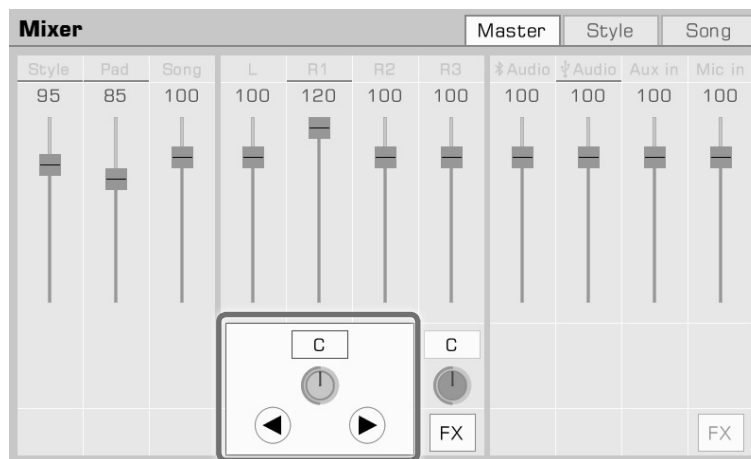 Mixer Master Style Song
Style Pad Song L R1 R2 R3 Audio Audio Aux in Mic in
95 85 100 100 120 100 100 100 100 100 100
C C
FX FX